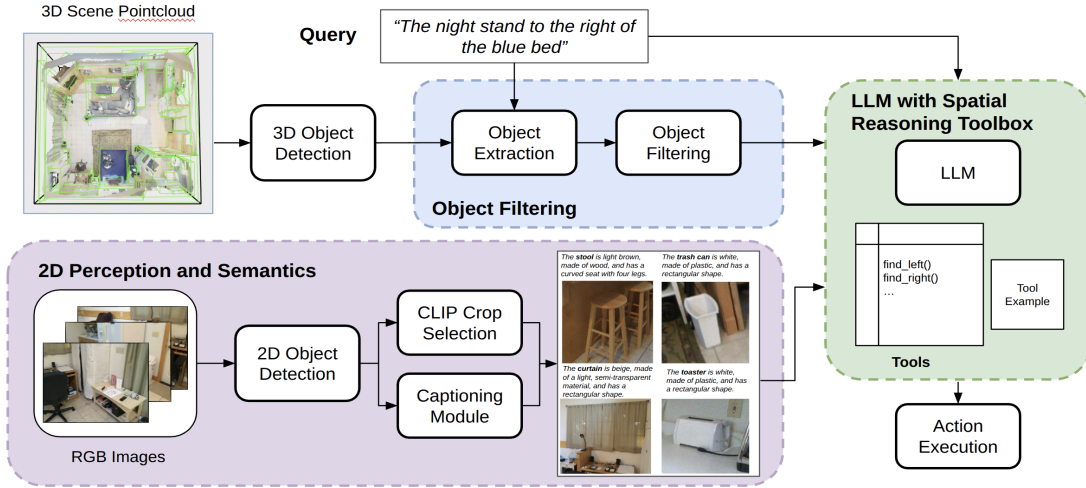 3D Scene Pointcloud
Query
“The night stand to the right of
the blue bed”
3D Object
Detection
Object
Extraction
Object
Filtering
Object Filtering
LLM with Spatial
Reasoning Toolbox
LLM
find_left()
find_right()
…
Tool
Example
Tools
Action
Execution
2D Perception and Semantics
RGB Images
2D Object
Detection
CLIP Crop
Selection
Captioning
Module
The stool is light brown,
made of wood, and has a
curved seat with four legs.
The trash can is white,
made of plastic, and has a
rectangular shape.
The curtain is beige, made
of a light, semi-transparent
material, and has a
rectangular shape.
The toaster is white,
made of plastic, and has
a rectangular shape.